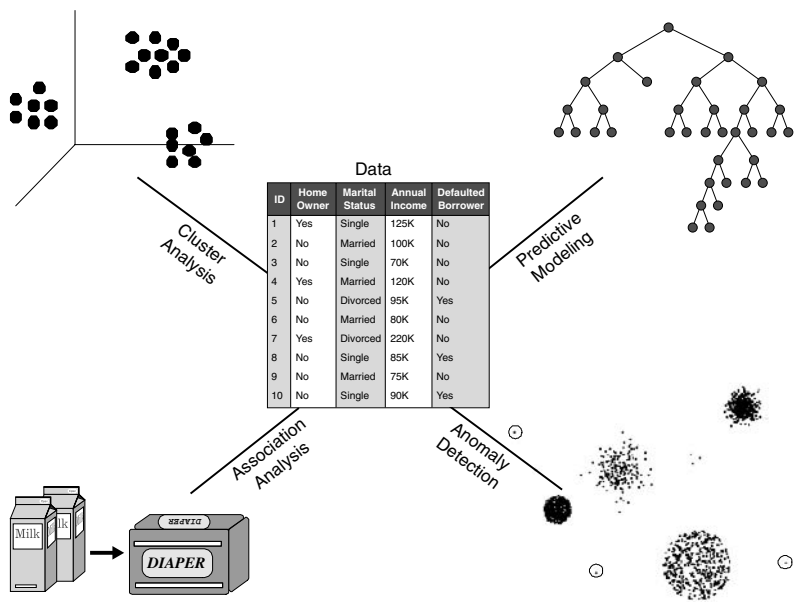 Data
ID Home Owner Marital Status Annual Income Defaulted Borrower
1 Yes Single 125K No
2 No Married 100K No
3 No Single 70K No
4 Yes Married 120K No
5 No Divorced 95K Yes
6 No Married 80K No
7 Yes Divorced 220K No
8 No Single 85K Yes
9 No Married 75K No
10 No Single 90K Yes
Cluster
Analysis
Predictive
Modeling
Association
Analysis
Anomaly
Detection
Milk
lk
DIAPER
DIAPER